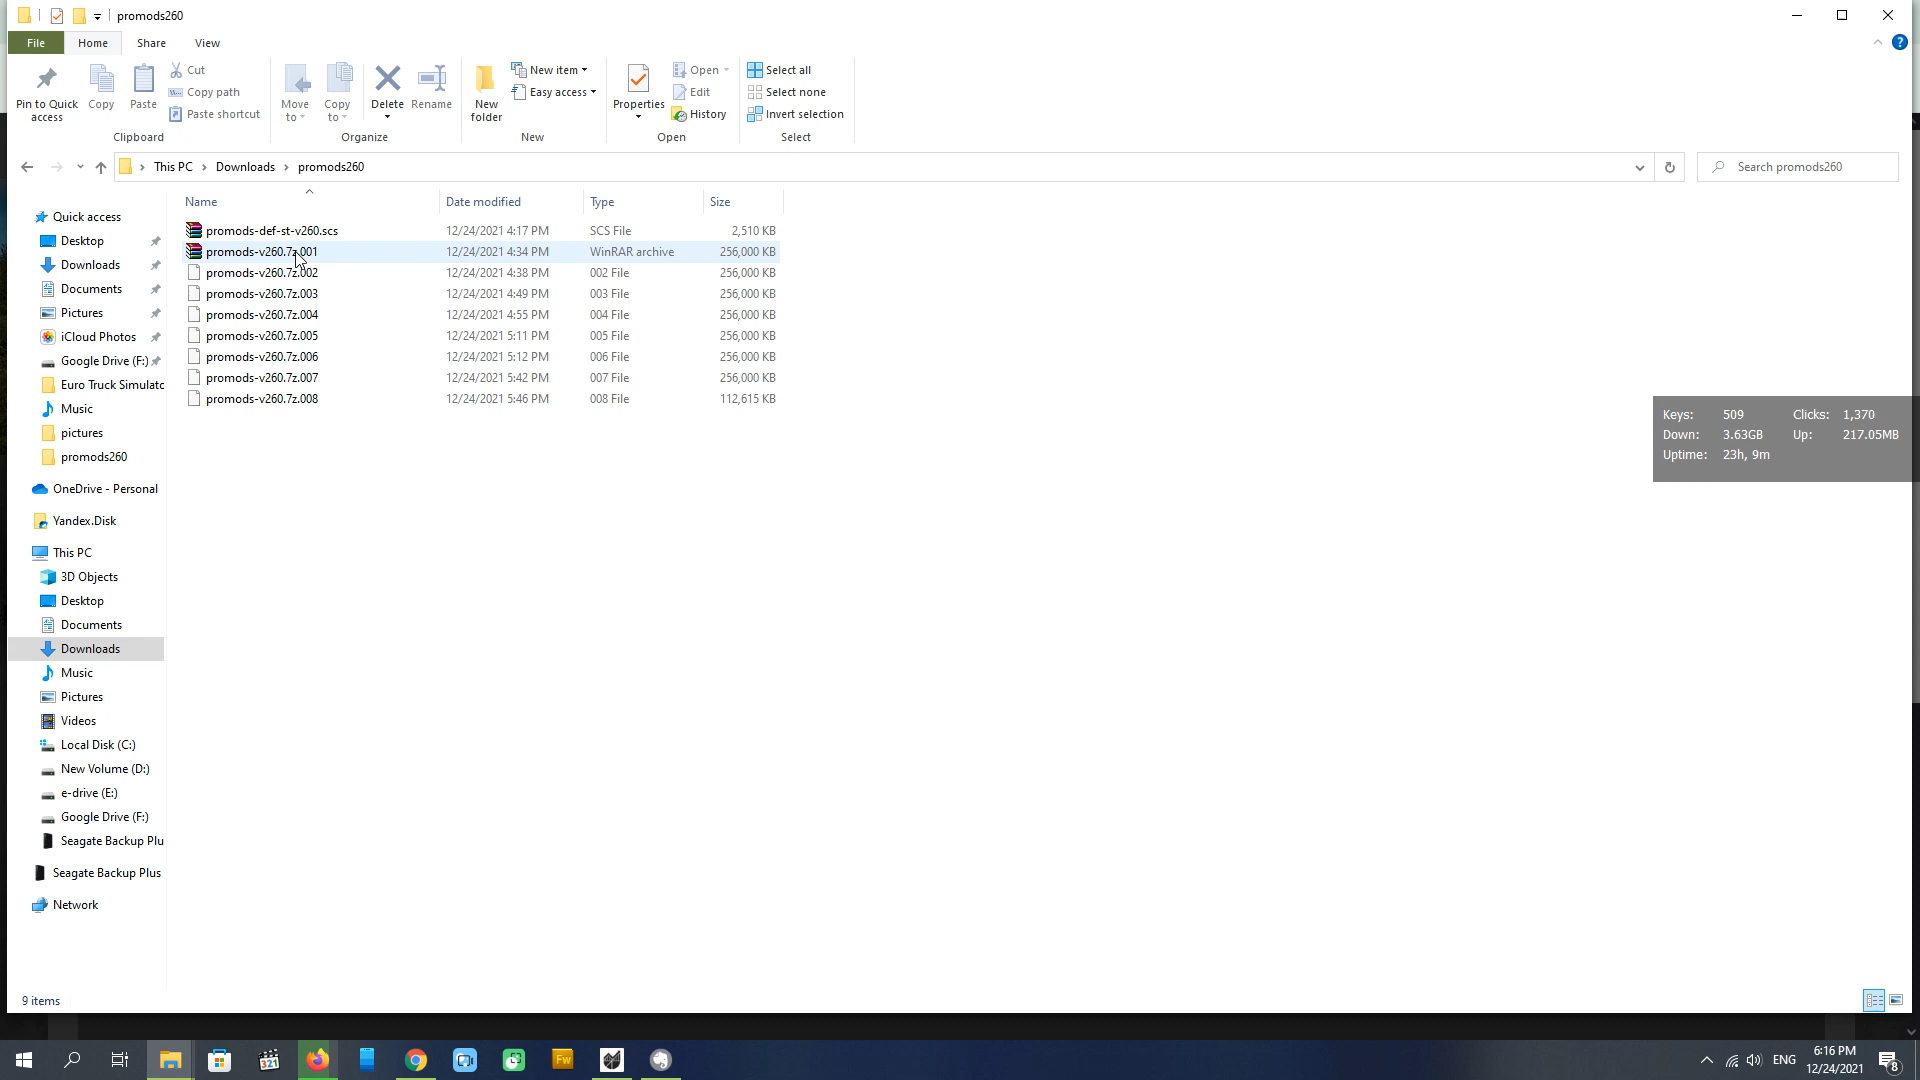 promods260
File Home Share View
Pin to Quick access
Copy
Paste
Cut
Copy path
Paste shortcut
Clipboard
Move to
Copy to
Delete
Rename
Organize
New folder
New item
Easy access
New
Properties
Open
Edit
History
Open
Select all
Select none
Invert selection
Select
This PC Downloads promods260
Search promods260
Name Date modified Type Size
promods-def-st-v260.scs 12/24/2021 4:17 PM SCS File 2,510 KB
promods-v260.7z.001 12/24/2021 4:34 PM WinRAR archive 256,000 KB
promods-v260.7z.002 12/24/2021 4:38 PM 002 File 256,000 KB
promods-v260.7z.003 12/24/2021 4:49 PM 003 File 256,000 KB
promods-v260.7z.004 12/24/2021 4:55 PM 004 File 256,000 KB
promods-v260.7z.005 12/24/2021 5:11 PM 005 File 256,000 KB
promods-v260.7z.006 12/24/2021 5:12 PM 006 File 256,000 KB
promods-v260.7z.007 12/24/2021 5:42 PM 007 File 256,000 KB
promods-v260.7z.008 12/24/2021 5:46 PM 008 File 112,615 KB
Quick access
Desktop
Downloads
Documents
Pictures
iCloud Photos
Google Drive (F:)
Euro Truck Simulatc
Music
pictures
promods260
OneDrive - Personal
Yandex.Disk
This PC
3D Objects
Desktop
Documents
Downloads
Music
Pictures
Videos
Local Disk (C:)
New Volume (D:)
e-drive (E:)
Google Drive (F:)
Seagate Backup Plu
Seagate Backup Plus
Network
Keys: 509 Clicks: 1,370
Down: 3.63GB Up: 217.05MB
Uptime: 23h, 9m
9 items
321
Fw
ENG
6:16 PM
12/24/2021
8